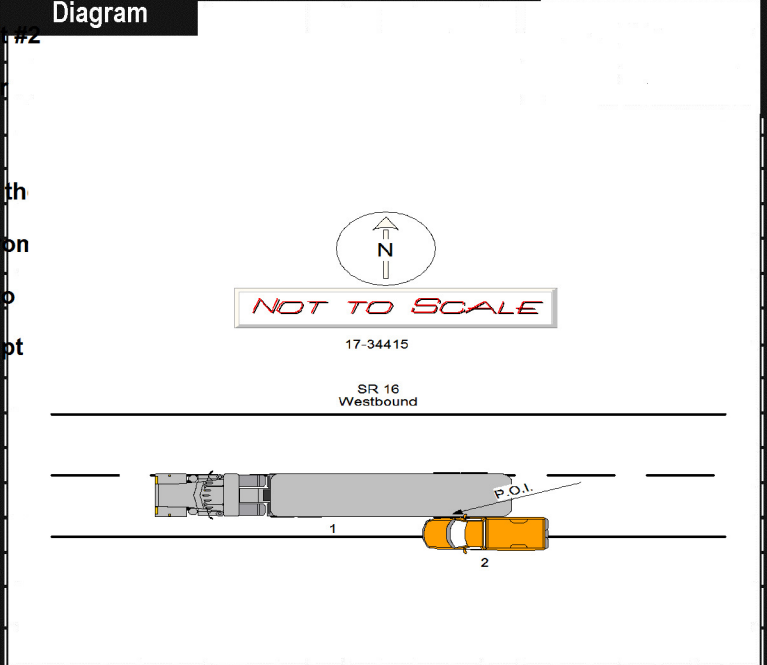 Diagram
t #2
th
on
pt
N
NOT TO SCALE
17-34415
SR 16
Westbound
P.O.I.
1
2